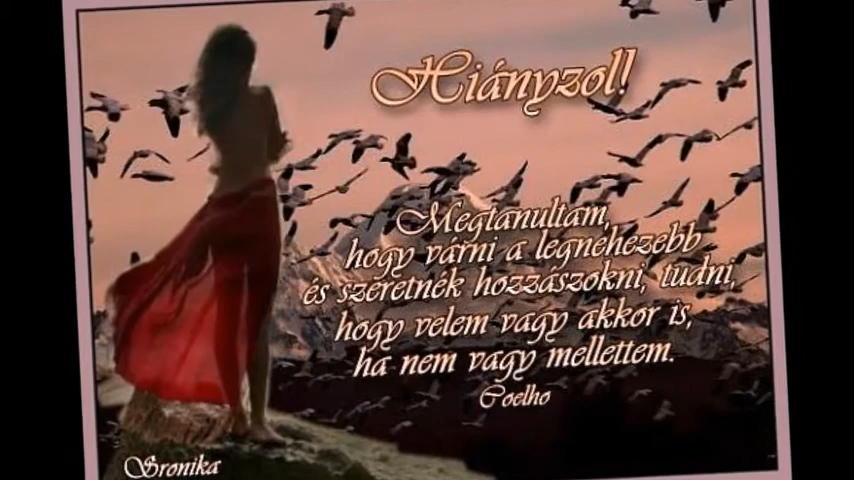 Hiányzol!
Megtanultam,
hogy várni a legnehezebb
és szeretnék hozzászokni, tudni,
hogy velem vagy akkor is,
ha nem vagy mellettem.
Coelho
Sronika